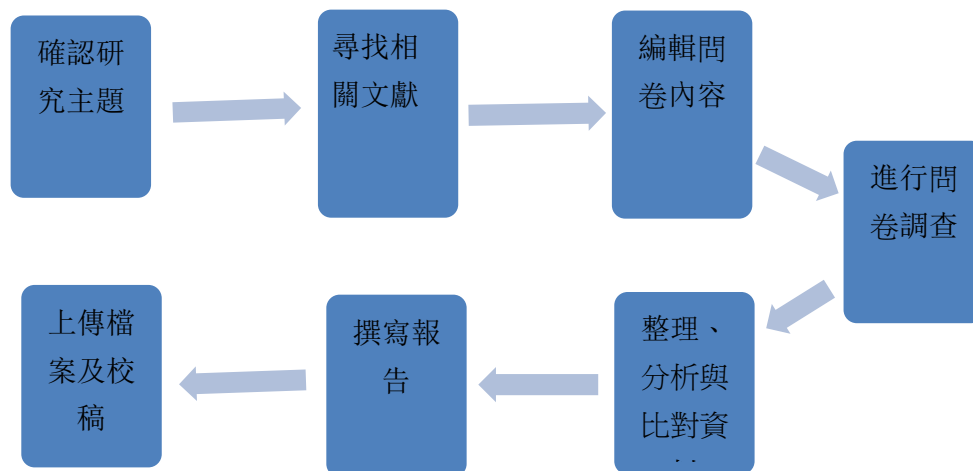 確認研
究主題
尋找相
關文獻
編輯問
卷內容
進行問
卷調查
整理、
分析與
比對資
撰寫報
告
上傳檔
案及校
稿